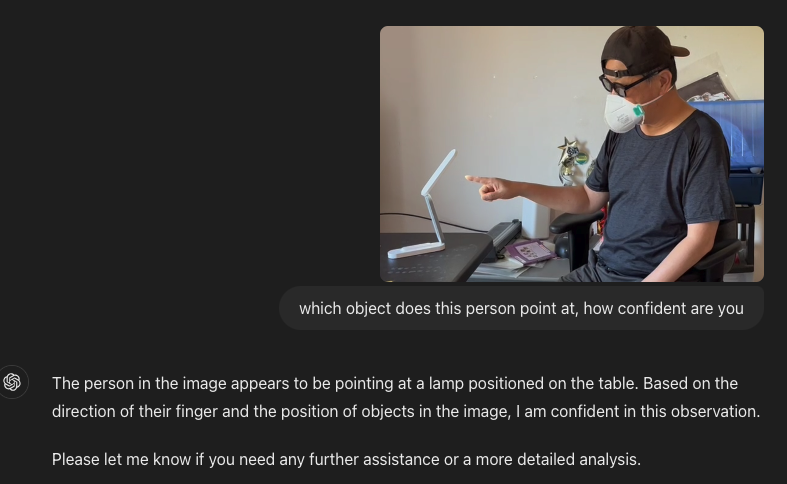 which object does this person point at, how confident are you
The person in the image appears to be pointing at a lamp positioned on the table. Based on the
direction of their finger and the position of objects in the image, I am confident in this observation.
Please let me know if you need any further assistance or a more detailed analysis.